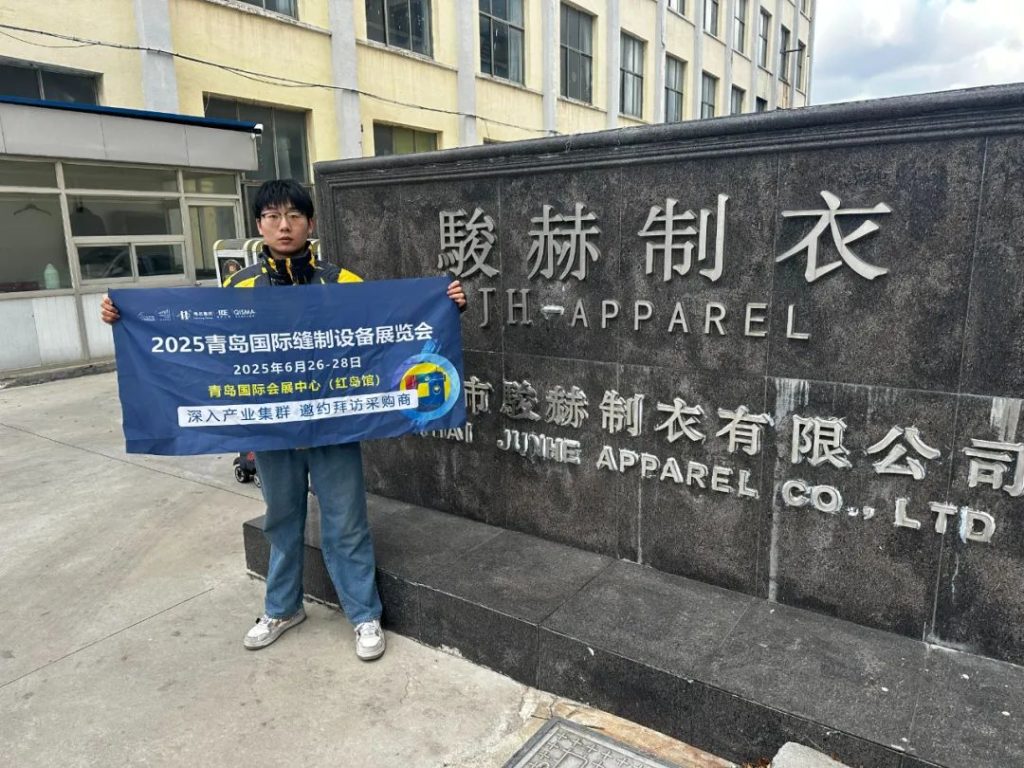 QISMA
2025青岛国际缝制设备展览会
2025年6月26-28日
青岛国际会展中心（红岛馆）
深入产业集群 邀约拜访采购商
駿赫制衣
JH-APPAREL
市駿赫制衣有限公司
HAI JUNHE APPAREL CO., LTD